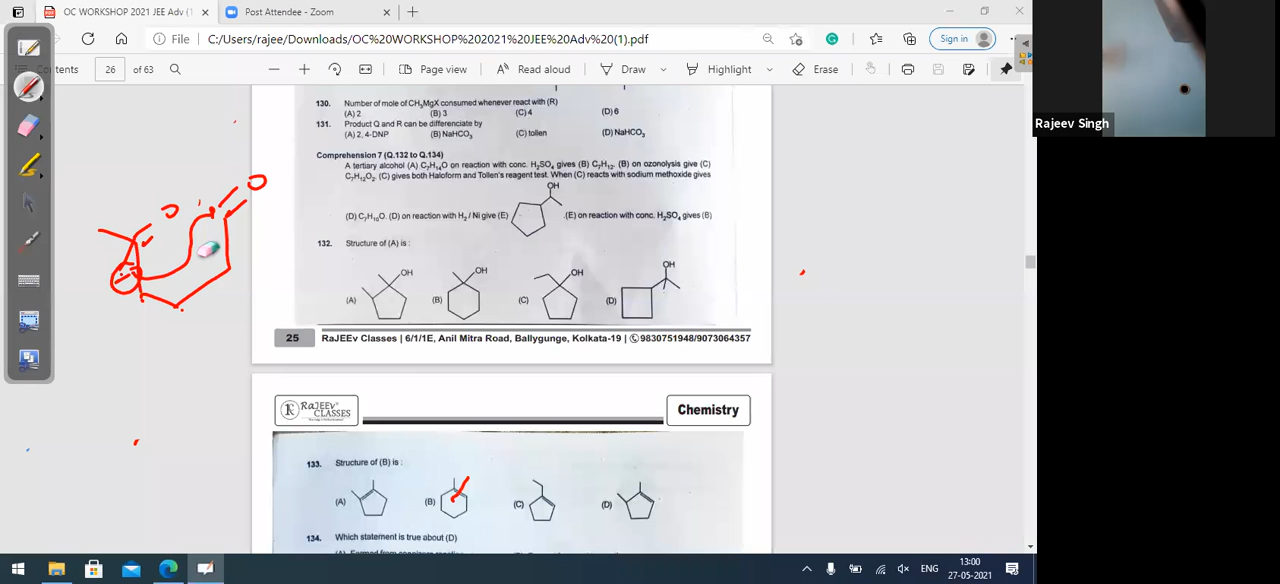 OC WORKSHOP 2021 JEE Adv (1 × Post Attendee - Zoom ×
File C:/Users/rajee/Downloads/OC%20WORKSHOP%202021%20JEE%20Adv%20(1).pdf Sign in
Contents 26 of 63 Page view Read aloud Draw Highlight Erase
Rajeev Singh
130. Number of mole of CH3MgX consumed whenever react with (R)
(A) 2 (B) 3 (C) 4 (D) 6
131. Product Q and R can be differenciate by
(A) 2, 4-DNP (B) NaHCO3 (C) tollen (D) NaHCO3
Comprehension 7 (Q.132 to Q.134)
A tertiary alcohol (A) C7H14O on reaction with conc. H2SO4 gives (B) C7H12. (B) on ozonolysis give (C)
C7H12O2. (C) gives both Haloform and Tollen's reagent test. When (C) reacts with sodium methoxide gives
OH
(D) C7H10O. (D) on reaction with H2 / Ni give (E) .(E) on reaction with conc. H2SO4 gives (B)
O O
132. Structure of (A) is :
(A) OH (B) OH (C) OH (D) OH
25 RaJEEv Classes | 6/1/1E, Anil Mitra Road, Ballygunge, Kolkata-19 | 9830751948/9073064357
RAJEEV CLASSES Chemistry
133. Structure of (B) is :
(A) (B) (C) (D)
134. Which statement is true about (D)
ENG 13:00
27-05-2021